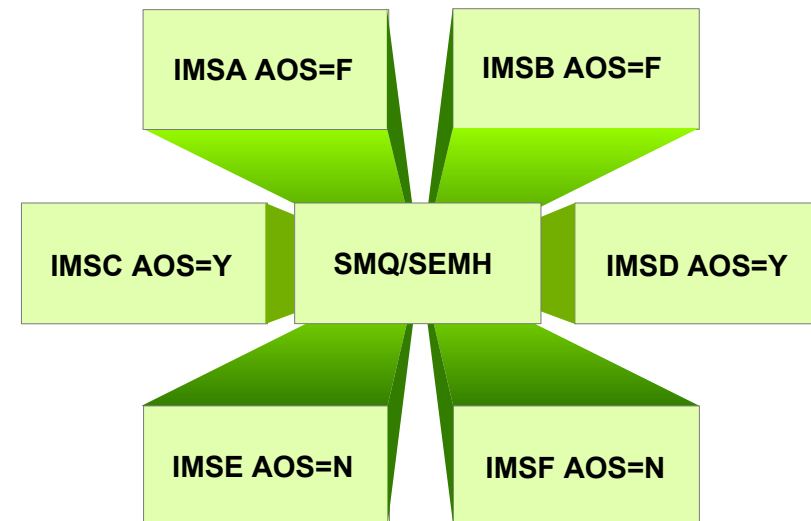 IMSA AOS=F
IMSB AOS=F
IMSC AOS=Y
SMQ/SEMH
IMSD AOS=Y
IMSE AOS=N
IMSF AOS=N